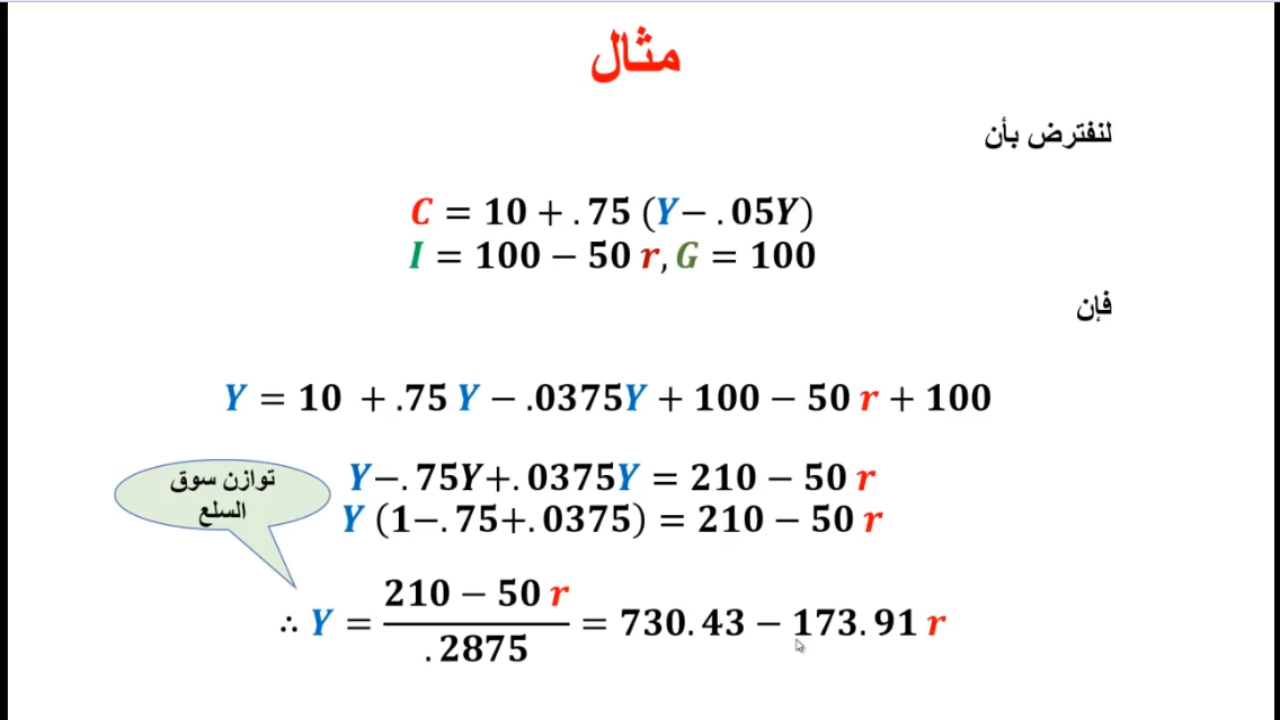 مثال
لنفترض بأن
C = 10 + .75 (Y− .05Y)
I = 100 − 50 r, G = 100
فإن
Y = 10 + .75 Y − .0375Y + 100 − 50 r + 100
توازن سوق
السلع
Y−.75Y+.0375Y = 210 − 50 r
Y (1−.75+.0375) = 210 − 50 r
∴ Y = (210 − 50 r) / .2875 = 730.43 − 173.91 r